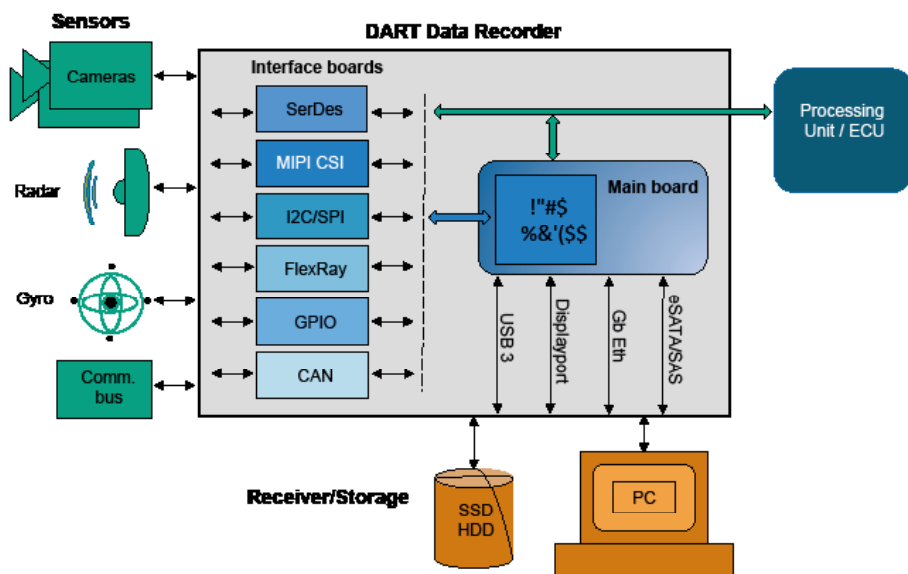 Sensors
DART Data Recorder
Cameras
Interface boards
SerDes
Processing
Unit / ECU
MIPI CSI
Main board
Radar
I2C/SPI
!"#$
%&'($$
FlexRay
Gyro
GPIO
USB 3
Displayport
Gb Eth
eSATA/SAS
Comm.
bus
CAN
Receiver/Storage
SSD
HDD
PC